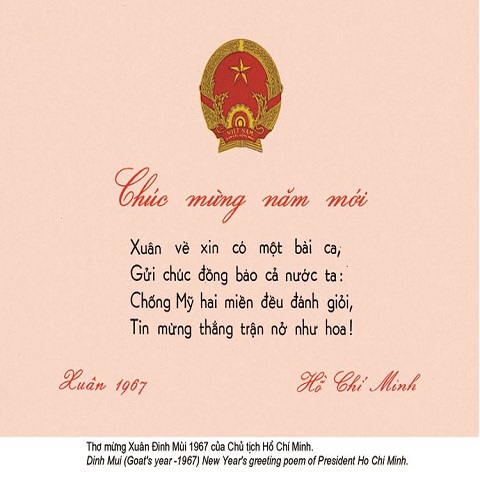 VIỆT NAM
Chúc mừng năm mới
Xuân về xin có một bài ca,
Gửi chúc đồng bào cả nước ta:
Chống Mỹ hai miền đều đánh giỏi,
Tin mừng thắng trận nở như hoa!
Xuân 1967 Hồ Chí Minh
Thơ mừng Xuân Đinh Mùi 1967 của Chủ tịch Hồ Chí Minh.
Dinh Mui (Goat's year -1967) New Year's greeting poem of President Ho Chi Minh.